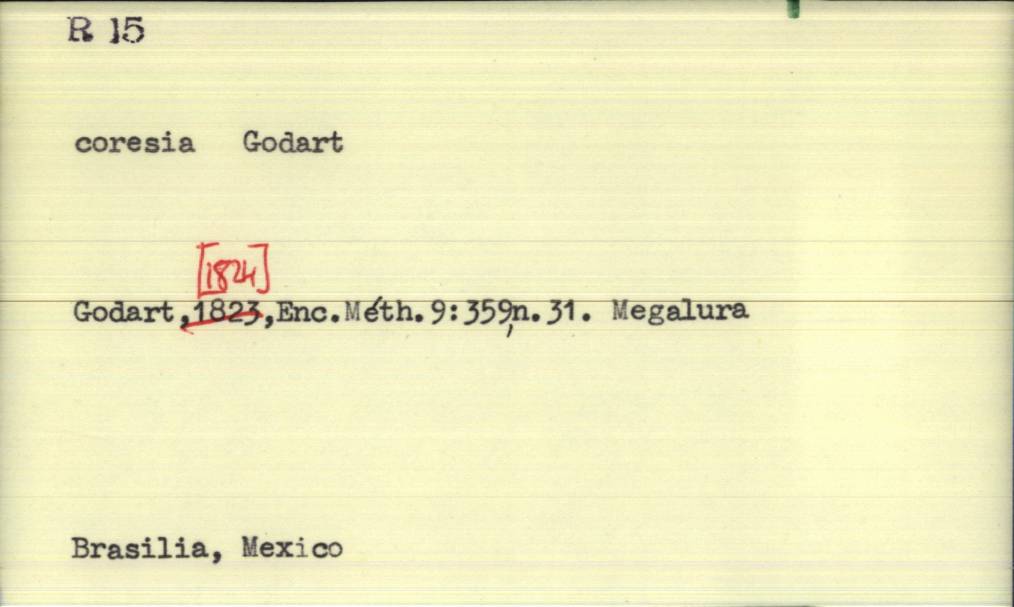 R 15
coresia Godart
[1824]
Godart,1823,Enc.Méth.9:359,n.31. Megalura
Brasilia, Mexico